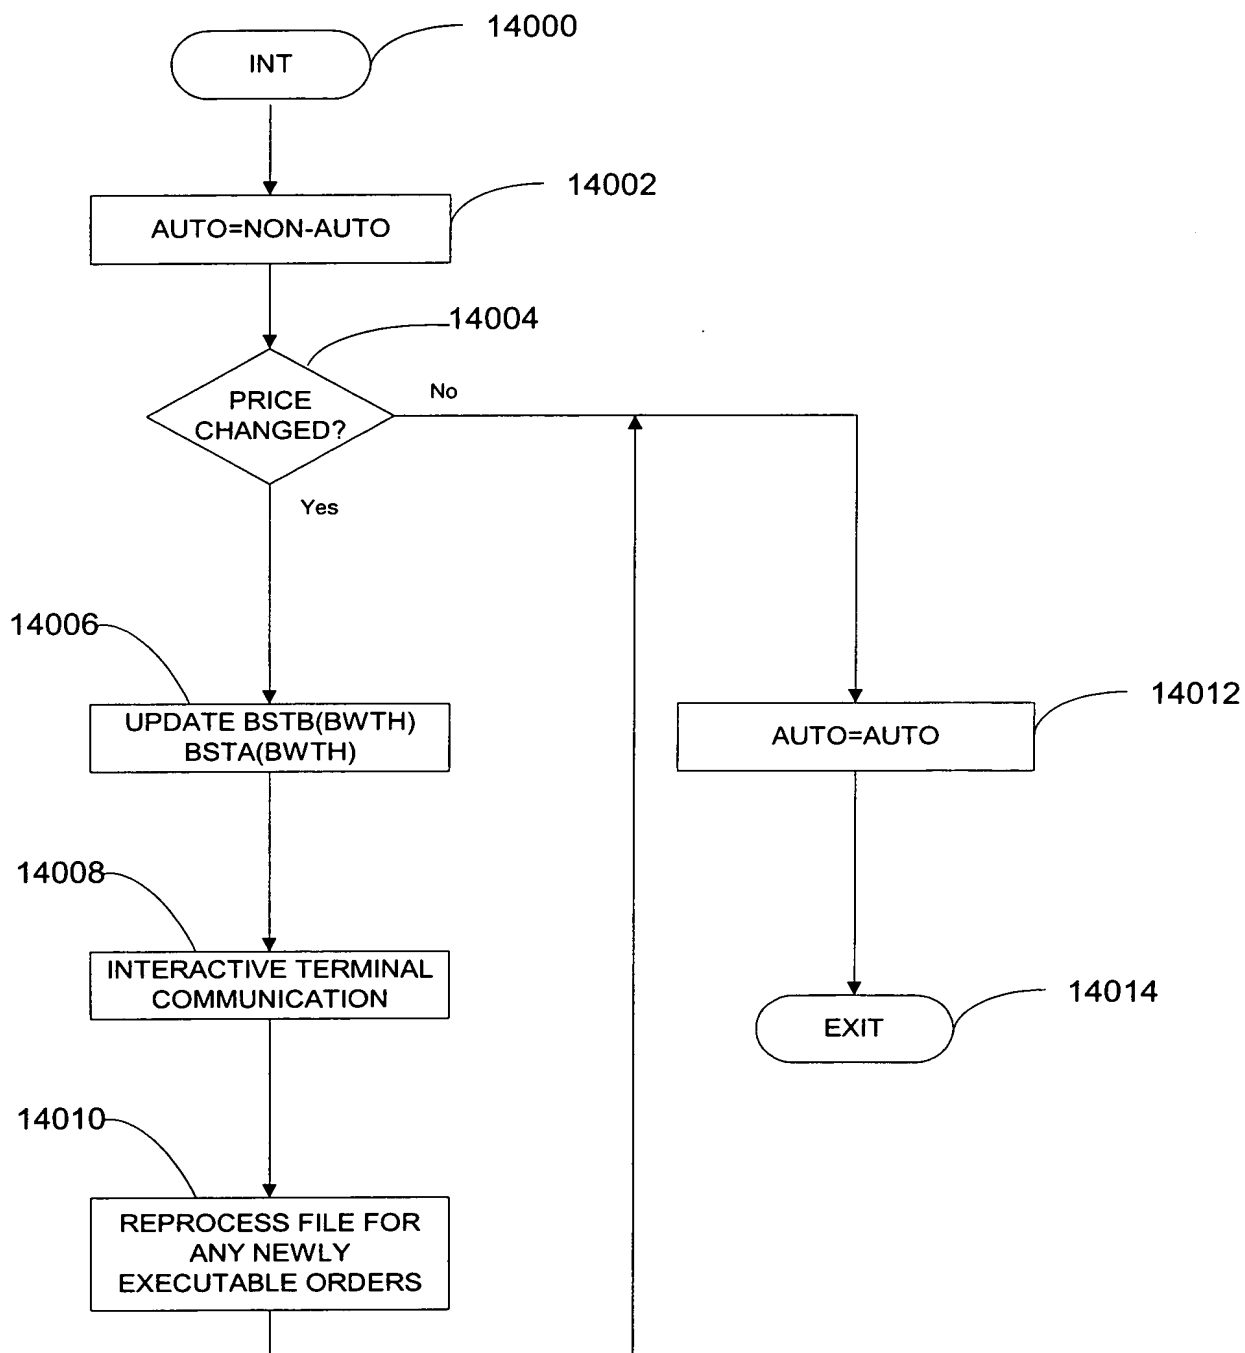 14000
INT
14002
AUTO=NON-AUTO
14004
PRICE
CHANGED?
No
Yes
14006
UPDATE BSTB(BWTH)
BSTA(BWTH)
14012
AUTO=AUTO
14008
INTERACTIVE TERMINAL
COMMUNICATION
14014
EXIT
14010
REPROCESS FILE FOR
ANY NEWLY
EXECUTABLE ORDERS